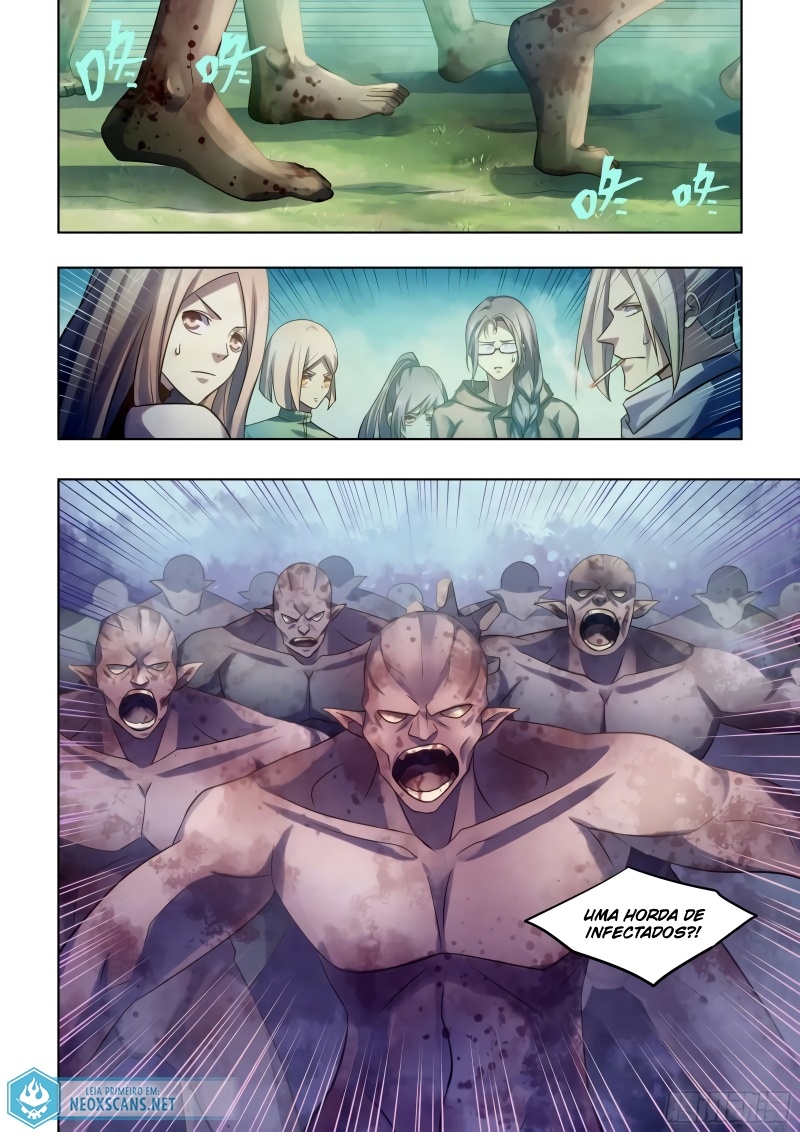 咚 咚
咚 咚
UMA HORDA DE
INFECTADOS?!
LEIA PRIMEIRO EM:
NEOXSCANS.NET